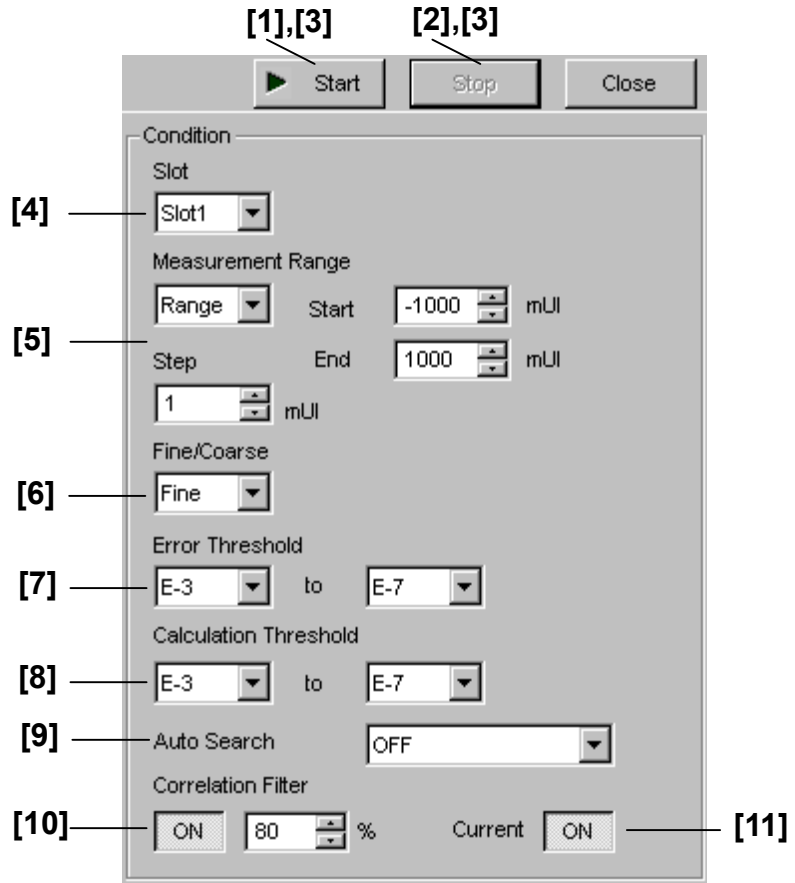 [1],[3] [2],[3]
Start Stop Close
Condition
Slot
[4] Slot1
Measurement Range
Range Start -1000 mUI
[5]
Step End 1000 mUI
1 mUI
Fine/Coarse
[6] Fine
Error Threshold
[7] E-3 to E-7
Calculation Threshold
[8] E-3 to E-7
[9] Auto Search OFF
Correlation Filter
[10] ON 80 % Current ON [11]